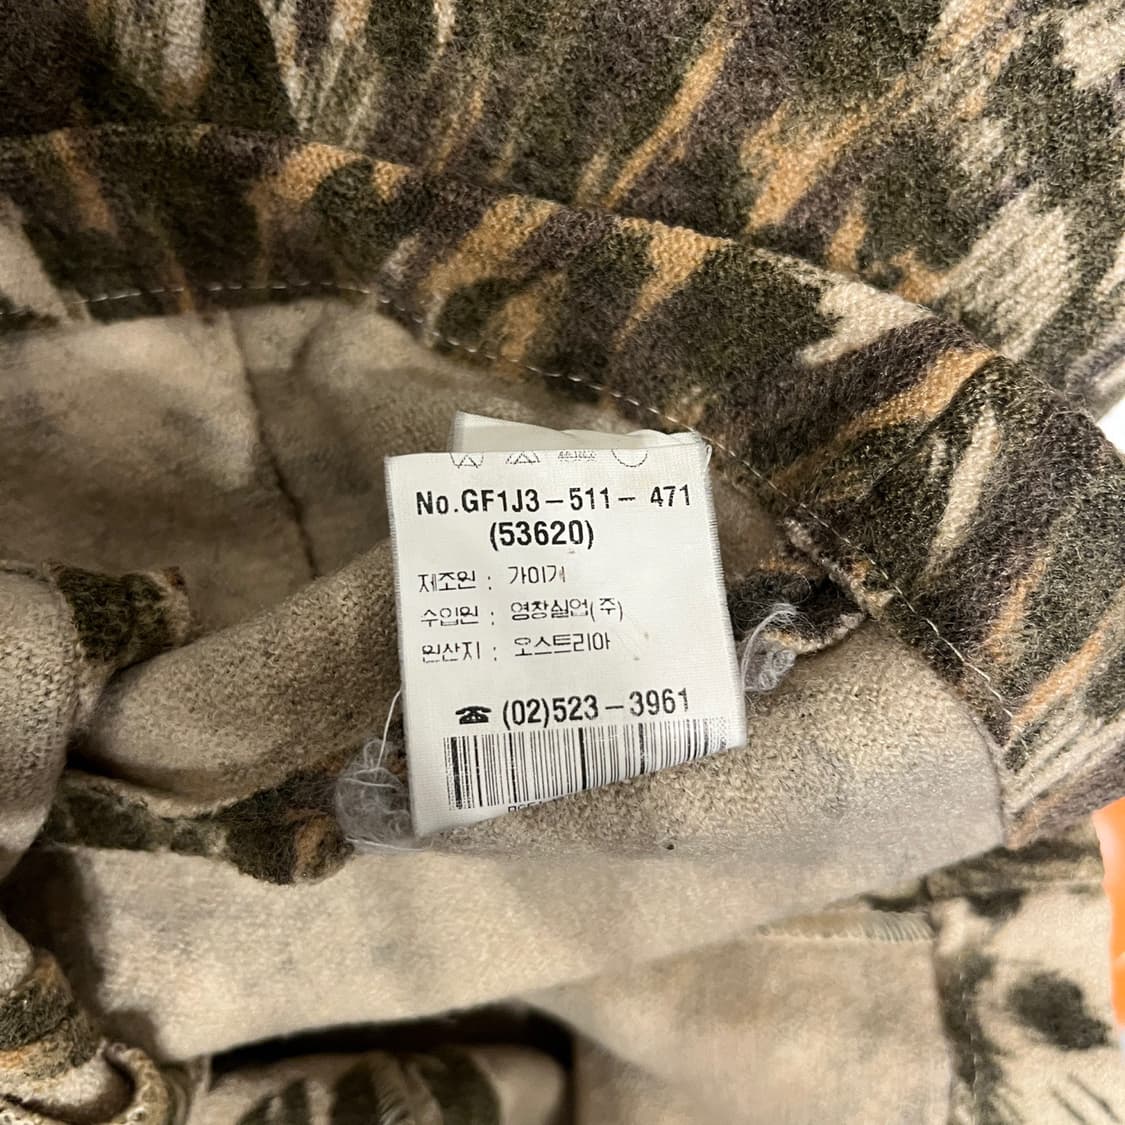 No.GF1J3-511- 471
(53620)
제조원 : 가이거
수입원 : 영창실업(주)
원산지 : 오스트리아
☎ (02)523-3961